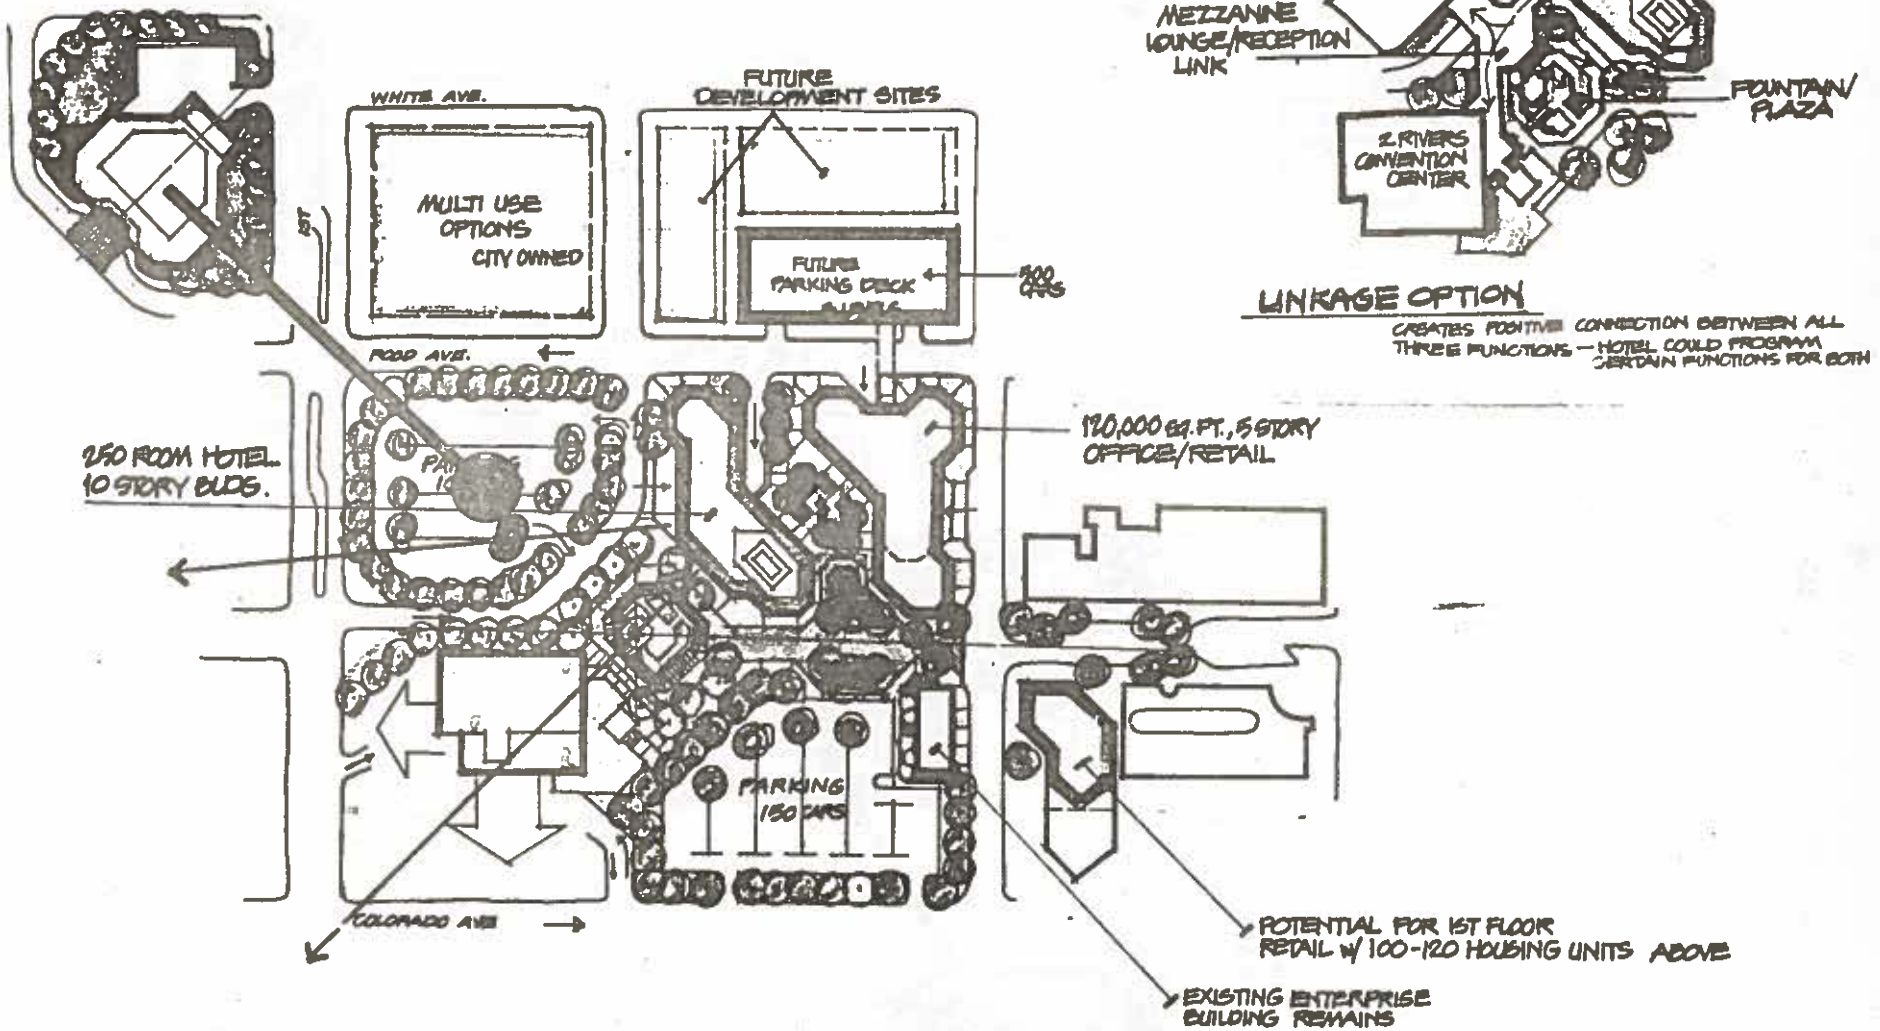 MEZZANNE
LOUNGE/RECEPTION
LINK
FOUNTAIN/
PLAZA
2 RIVERS
CONVENTION
CENTER
LINKAGE OPTION
CREATES POSITIVE CONNECTION BETWEEN ALL
THREE FUNCTIONS — HOTEL COULD PROGRAM
CERTAIN FUNCTIONS FOR BOTH
FUTURE
DEVELOPMENT SITES
WHITE AVE.
MULTI USE
OPTIONS
CITY OWNED
FUTURE
PARKING DECK
CARS
ROOD AVE.
250 ROOM HOTEL
10 STORY BLDG.
120,000 SQ. FT., 5 STORY
OFFICE/RETAIL
PARKING
150 CARS
COLORADO AVE
POTENTIAL FOR 1ST FLOOR
RETAIL W/ 100-120 HOUSING UNITS ABOVE
EXISTING ENTERPRISE
BUILDING REMAINS